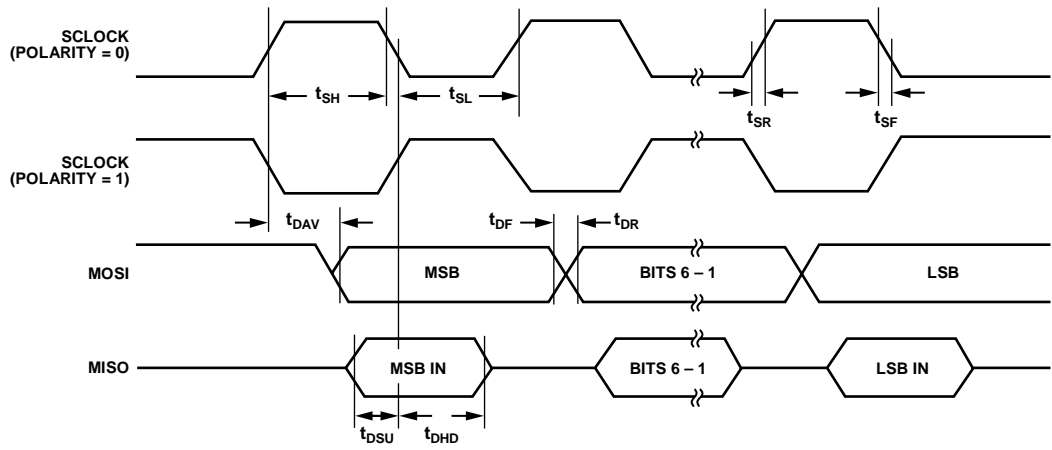 SCLOCK
(POLARITY = 0)
tSH
tSL
tSR
tSF
SCLOCK
(POLARITY = 1)
tDAV
tDF
tDR
MOSI
MSB
BITS 6 – 1
LSB
MISO
MSB IN
BITS 6 – 1
LSB IN
tDSU
tDHD